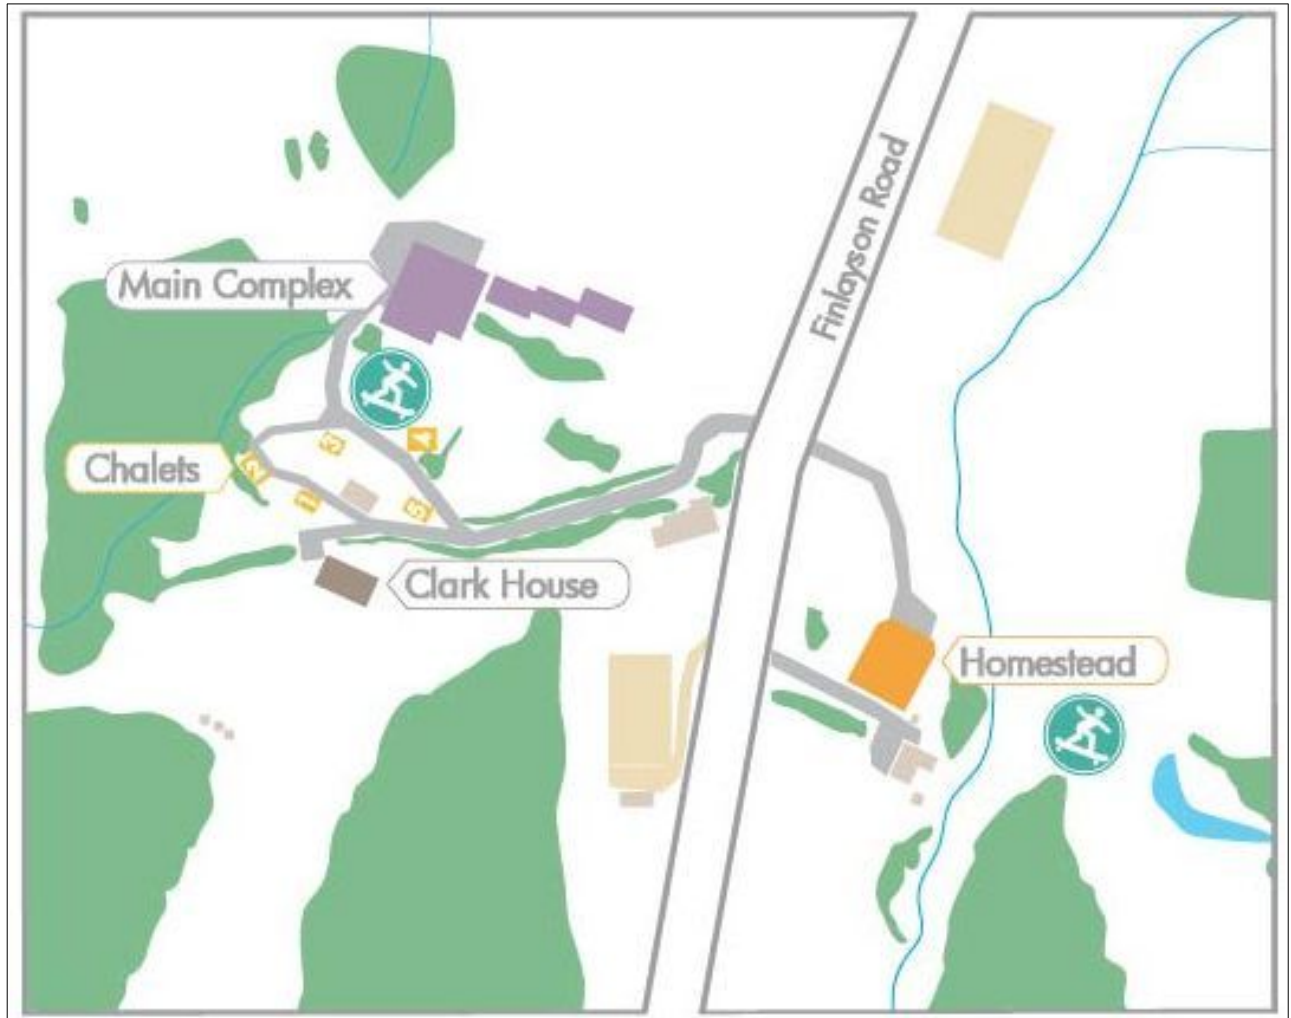 Finlayson Road
Main Complex
3
4
Chalets
2
1
5
Clark House
Homestead